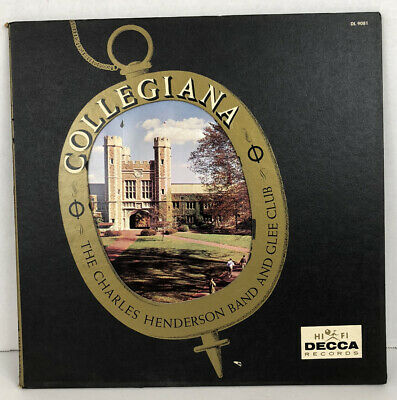 DL 9081
COLLEGIANA
THE CHARLES HENDERSON BAND AND GLEE CLUB
HI FI
DECCA
RECORDS